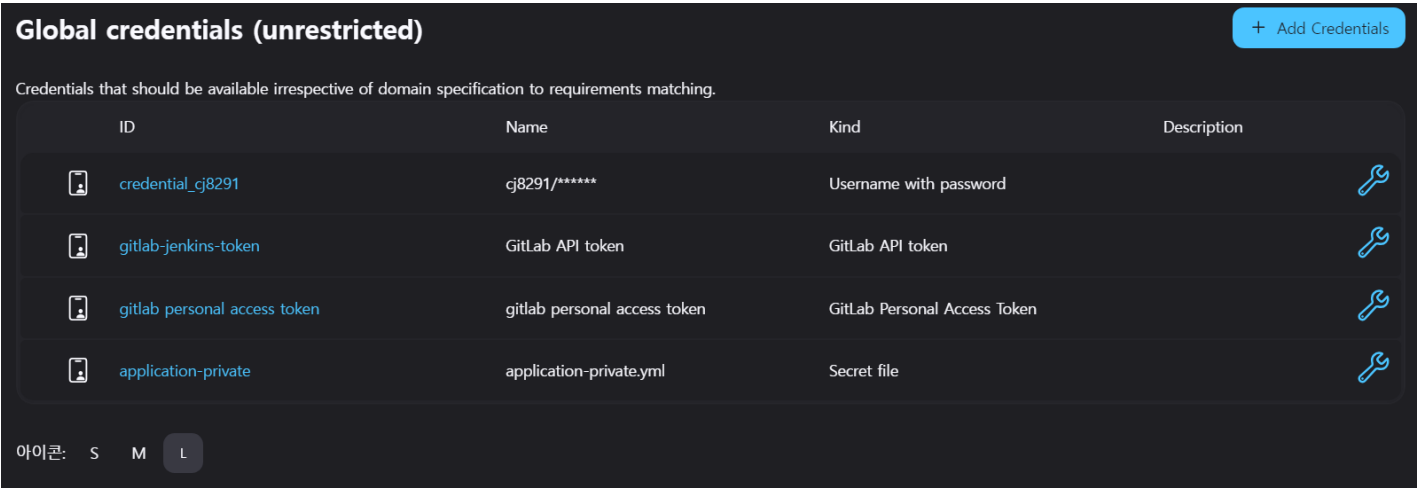 Global credentials (unrestricted)
+ Add Credentials
Credentials that should be available irrespective of domain specification to requirements matching.
ID Name Kind Description
credential_cj8291 cj8291/****** Username with password
gitlab-jenkins-token GitLab API token GitLab API token
gitlab personal access token gitlab personal access token GitLab Personal Access Token
application-private application-private.yml Secret file
아이콘: S M L